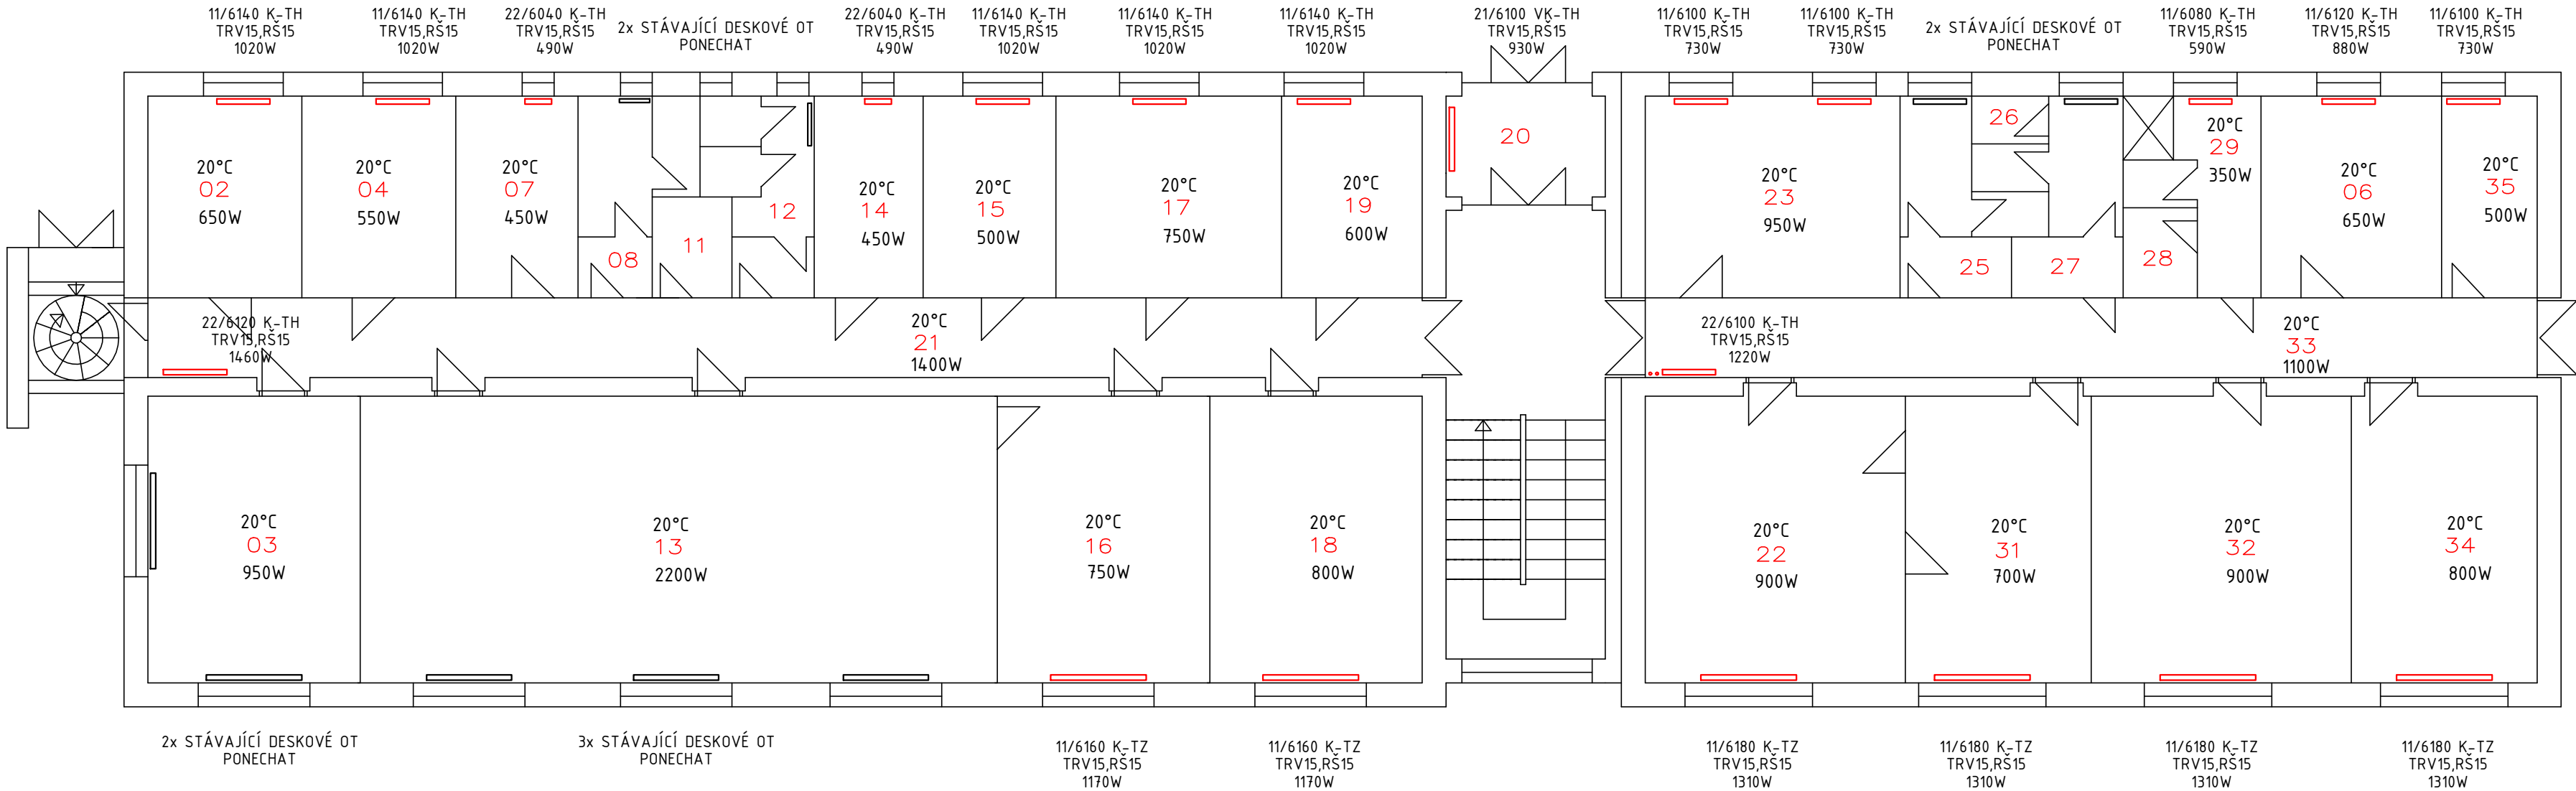 11/6140 K-TH
TRV15,RŠ15
1020W
11/6140 K-TH
TRV15,RŠ15
1020W
22/6040 K-TH
TRV15,RŠ15
490W
2x STÁVAJÍCÍ DESKOVÉ OT
PONECHAT
22/6040 K-TH
TRV15,RŠ15
490W
11/6140 K-TH
TRV15,RŠ15
1020W
11/6140 K-TH
TRV15,RŠ15
1020W
11/6140 K-TH
TRV15,RŠ15
1020W
21/6100 VK-TH
TRV15,RŠ15
930W
11/6100 K-TH
TRV15,RŠ15
730W
11/6100 K-TH
TRV15,RŠ15
730W
2x STÁVAJÍCÍ DESKOVÉ OT
PONECHAT
11/6080 K-TH
TRV15,RŠ15
590W
11/6120 K-TH
TRV15,RŠ15
880W
11/6100 K-TH
TRV15,RŠ15
730W
20°C
02
650W
20°C
04
550W
20°C
07
450W
08
11
12
20°C
14
450W
20°C
15
500W
20°C
17
750W
20°C
19
600W
20
20°C
23
950W
25
26
27
28
20°C
29
350W
20°C
06
650W
20°C
35
500W
22/6120 K-TH
TRV15,RŠ15
1460W
20°C
21
1400W
22/6100 K-TH
TRV15,RŠ15
1220W
20°C
33
1100W
20°C
03
950W
20°C
13
2200W
20°C
16
750W
20°C
18
800W
20°C
22
900W
20°C
31
700W
20°C
32
900W
20°C
34
800W
2x STÁVAJÍCÍ DESKOVÉ OT
PONECHAT
3x STÁVAJÍCÍ DESKOVÉ OT
PONECHAT
11/6160 K-TZ
TRV15,RŠ15
1170W
11/6160 K-TZ
TRV15,RŠ15
1170W
11/6180 K-TZ
TRV15,RŠ15
1310W
11/6180 K-TZ
TRV15,RŠ15
1310W
11/6180 K-TZ
TRV15,RŠ15
1310W
11/6180 K-TZ
TRV15,RŠ15
1310W